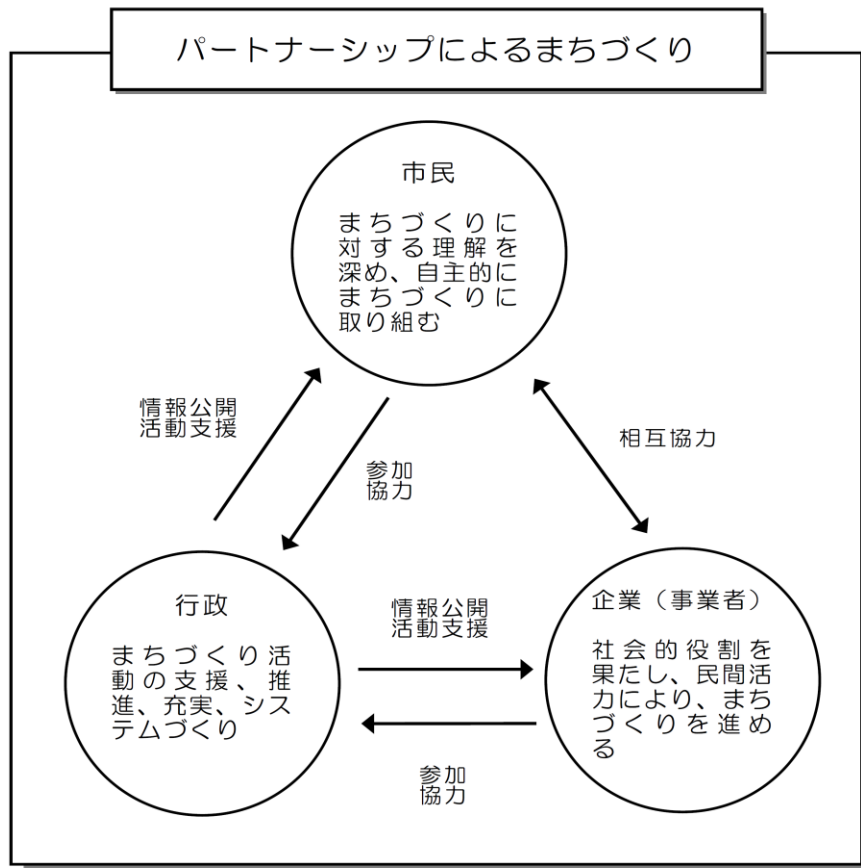 パートナーシップによるまちづくり
市民
まちづくりに
対する理解を
深め、自主的に
まちづくりに
取り組む
情報公開
活動支援
参加
協力
相互協力
行政
まちづくり活
動の支援、推
進、充実、シス
テムづくり
情報公開
活動支援
参加
協力
企業（事業者）
社会的役割を
果たし、民間活
力により、まち
づくりを進め
る